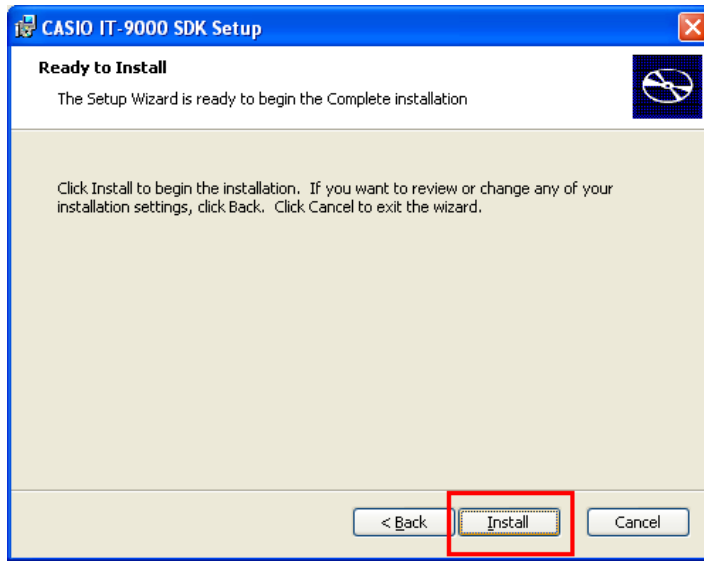 CASIO IT-9000 SDK Setup
Ready to Install
The Setup Wizard is ready to begin the Complete installation
Click Install to begin the installation. If you want to review or change any of your
installation settings, click Back. Click Cancel to exit the wizard.
< Back Install Cancel